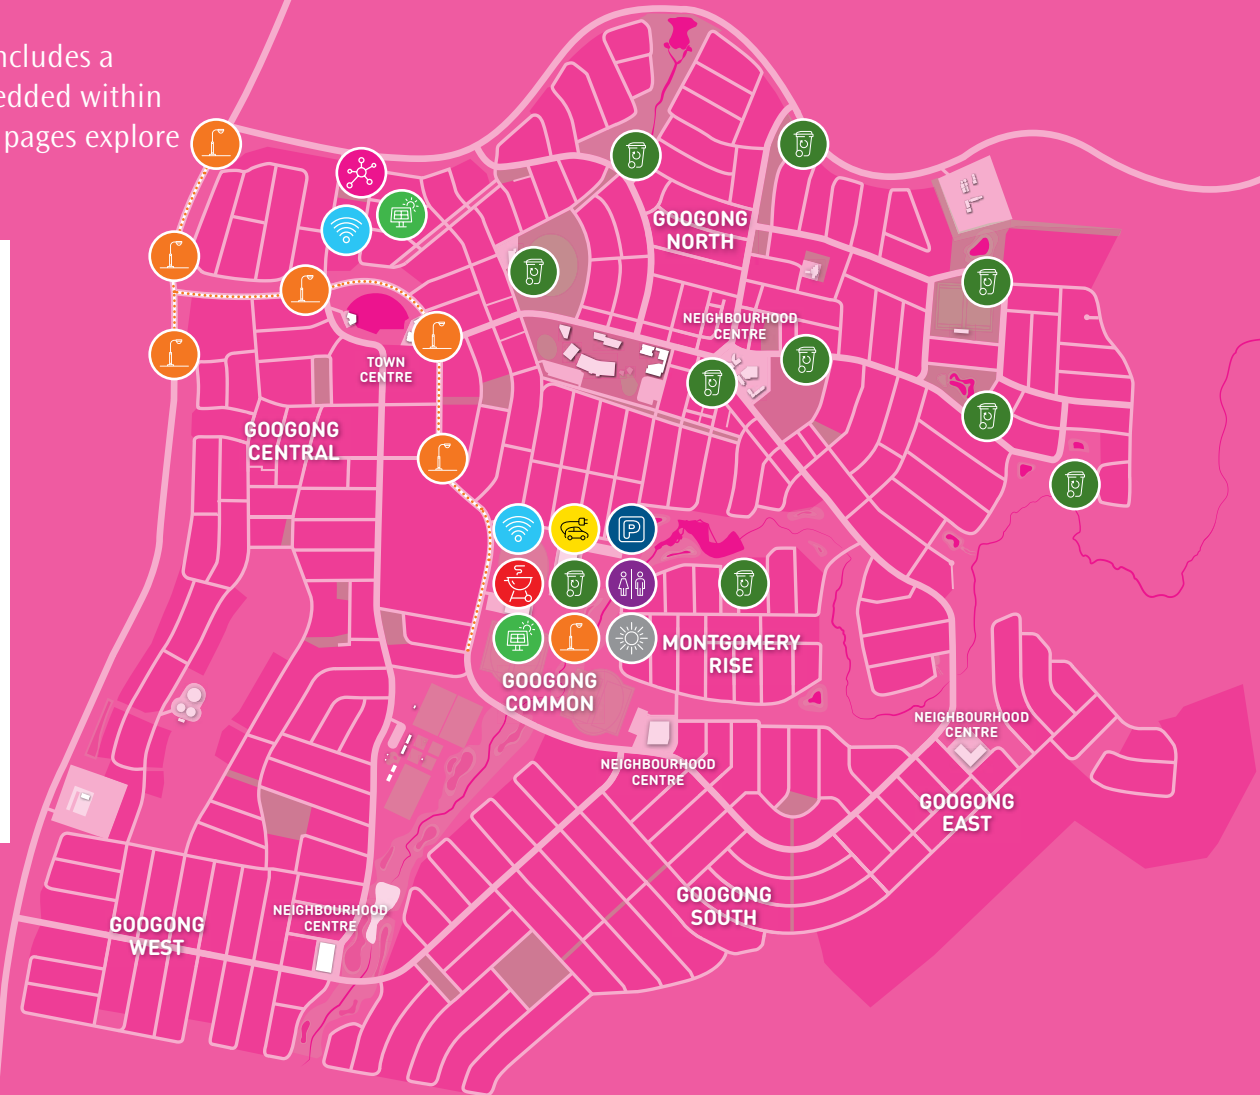 ncludes a
edded within
pages explore
GOOGONG
NORTH
NEIGHBOURHOOD
CENTRE
TOWN
CENTRE
GOOGONG
CENTRAL
P
MONTGOMERY
RISE
GOOGONG
COMMON
NEIGHBOURHOOD
CENTRE
NEIGHBOURHOOD
CENTRE
GOOGONG
EAST
GOOGONG
SOUTH
NEIGHBOURHOOD
CENTRE
GOOGONG
WEST